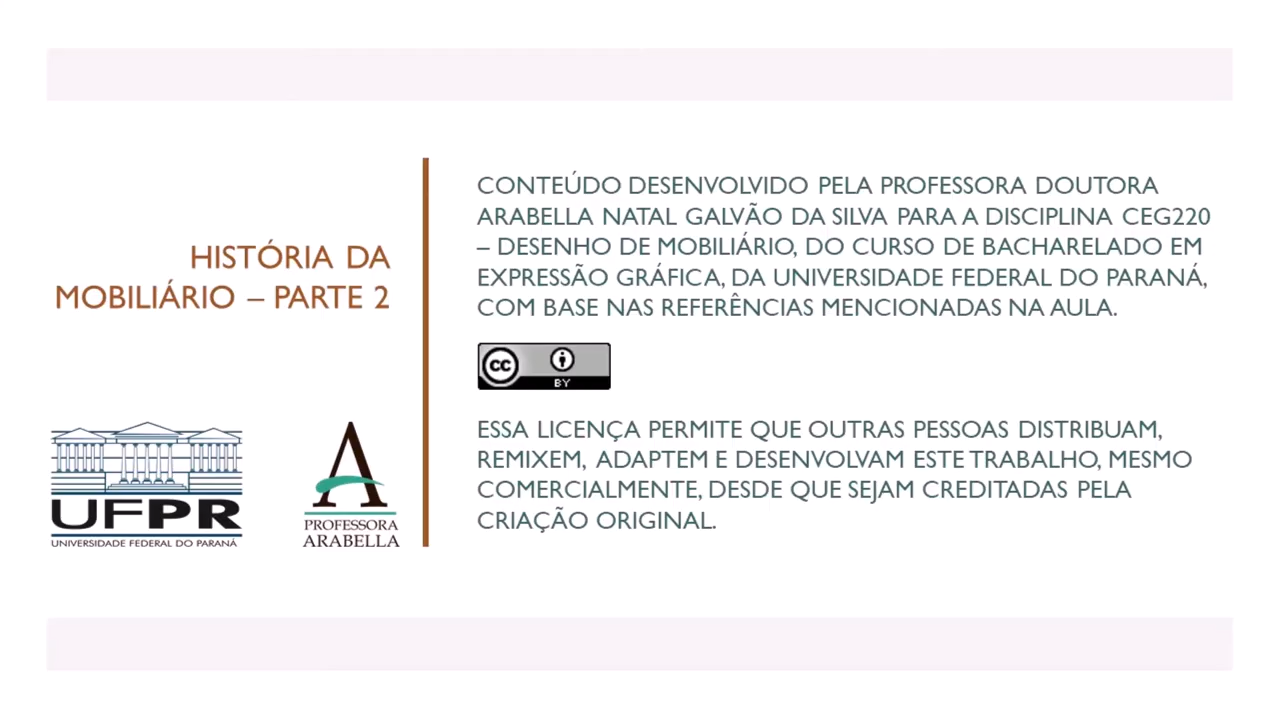 HISTÓRIA DA
MOBILIÁRIO – PARTE 2
UFPR
UNIVERSIDADE FEDERAL DO PARANÁ
A
PROFESSORA
ARABELLA
CONTEÚDO DESENVOLVIDO PELA PROFESSORA DOUTORA
ARABELLA NATAL GALVÃO DA SILVA PARA A DISCIPLINA CEG220
– DESENHO DE MOBILIÁRIO, DO CURSO DE BACHARELADO EM
EXPRESSÃO GRÁFICA, DA UNIVERSIDADE FEDERAL DO PARANÁ,
COM BASE NAS REFERÊNCIAS MENCIONADAS NA AULA.
CC
BY
ESSA LICENÇA PERMITE QUE OUTRAS PESSOAS DISTRIBUAM,
REMIXEM, ADAPTEM E DESENVOLVAM ESTE TRABALHO, MESMO
COMERCIALMENTE, DESDE QUE SEJAM CREDITADAS PELA
CRIAÇÃO ORIGINAL.